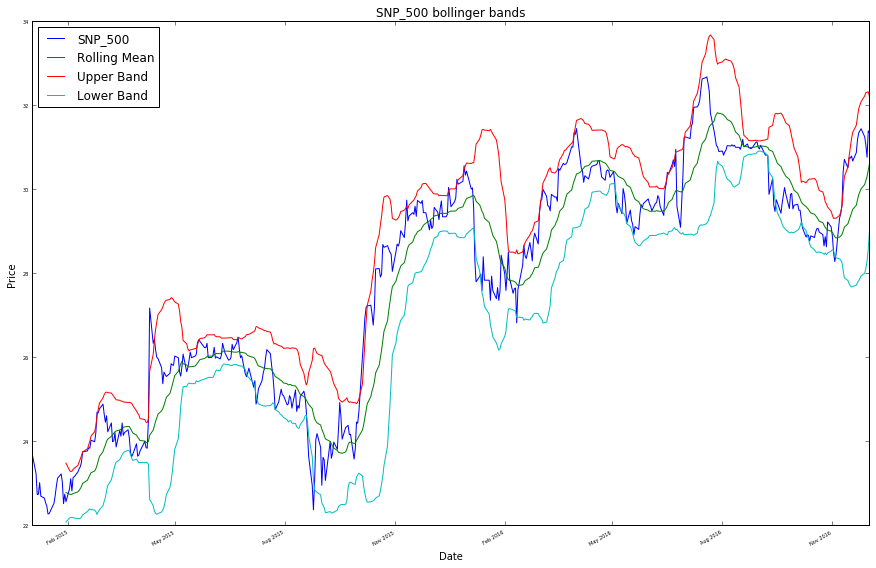 SNP_500 bollinger bands
SNP_500
Rolling Mean
Upper Band
Lower Band
34
32
30
28
26
24
22
Price
Feb 2015
May 2015
Aug 2015
Nov 2015
Feb 2016
May 2016
Aug 2016
Nov 2016
Date